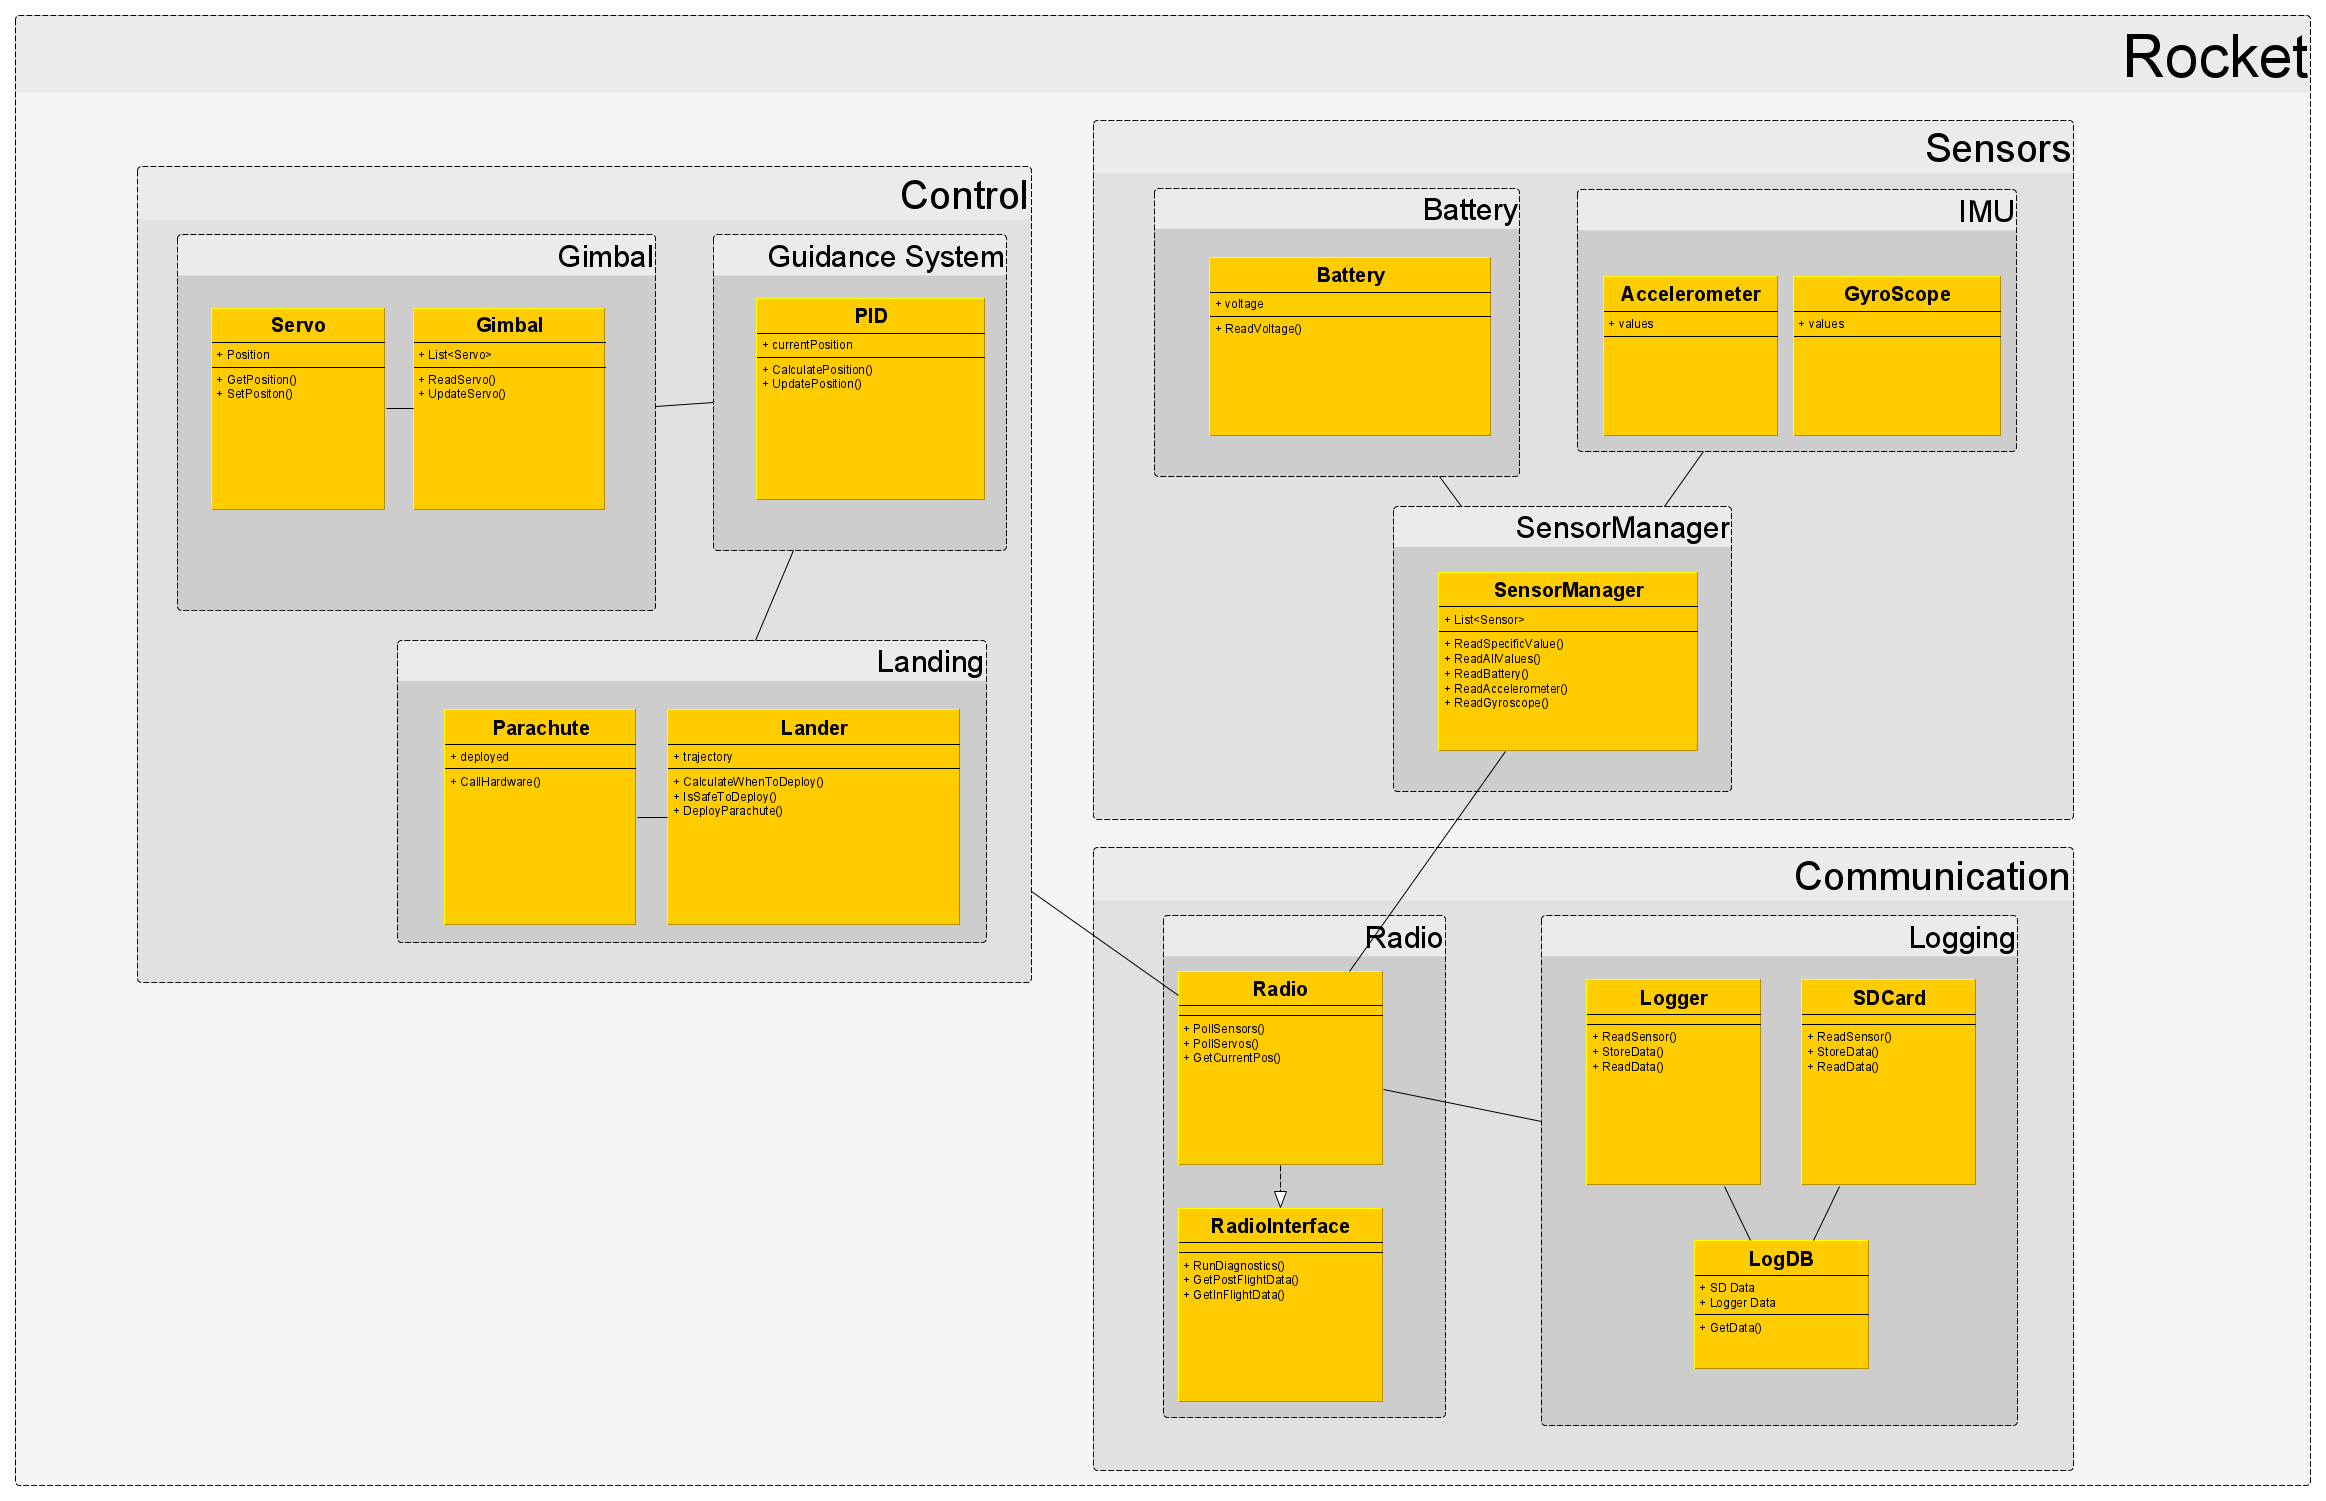 Rocket
Control
Gimbal
Servo
+ Position
+ GetPosition()
+ SetPositon()
Gimbal
+ List<Servo>
+ ReadServo()
+ UpdateServo()
Guidance System
PID
+ currentPosition
+ CalculatePosition()
+ UpdatePosition()
Landing
Parachute
+ deployed
+ CallHardware()
Lander
+ trajectory
+ CalculateWhenToDeploy()
+ IsSafeToDeploy()
+ DeployParachute()
Sensors
Battery
Battery
+ voltage
+ ReadVoltage()
IMU
Accelerometer
+ values
GyroScope
+ values
SensorManager
SensorManager
+ List<Sensor>
+ ReadSpecificValue()
+ ReadAllValues()
+ ReadBattery()
+ ReadAccelerometer()
+ ReadGyroscope()
Communication
Radio
Radio
+ PollSensors()
+ PollServos()
+ GetCurrentPos()
RadioInterface
+ RunDiagnostics()
+ GetPostFlightData()
+ GetInFlightData()
Logging
Logger
+ ReadSensor()
+ StoreData()
+ ReadData()
SDCard
+ ReadSensor()
+ StoreData()
+ ReadData()
LogDB
+ SD Data
+ Logger Data
+ GetData()